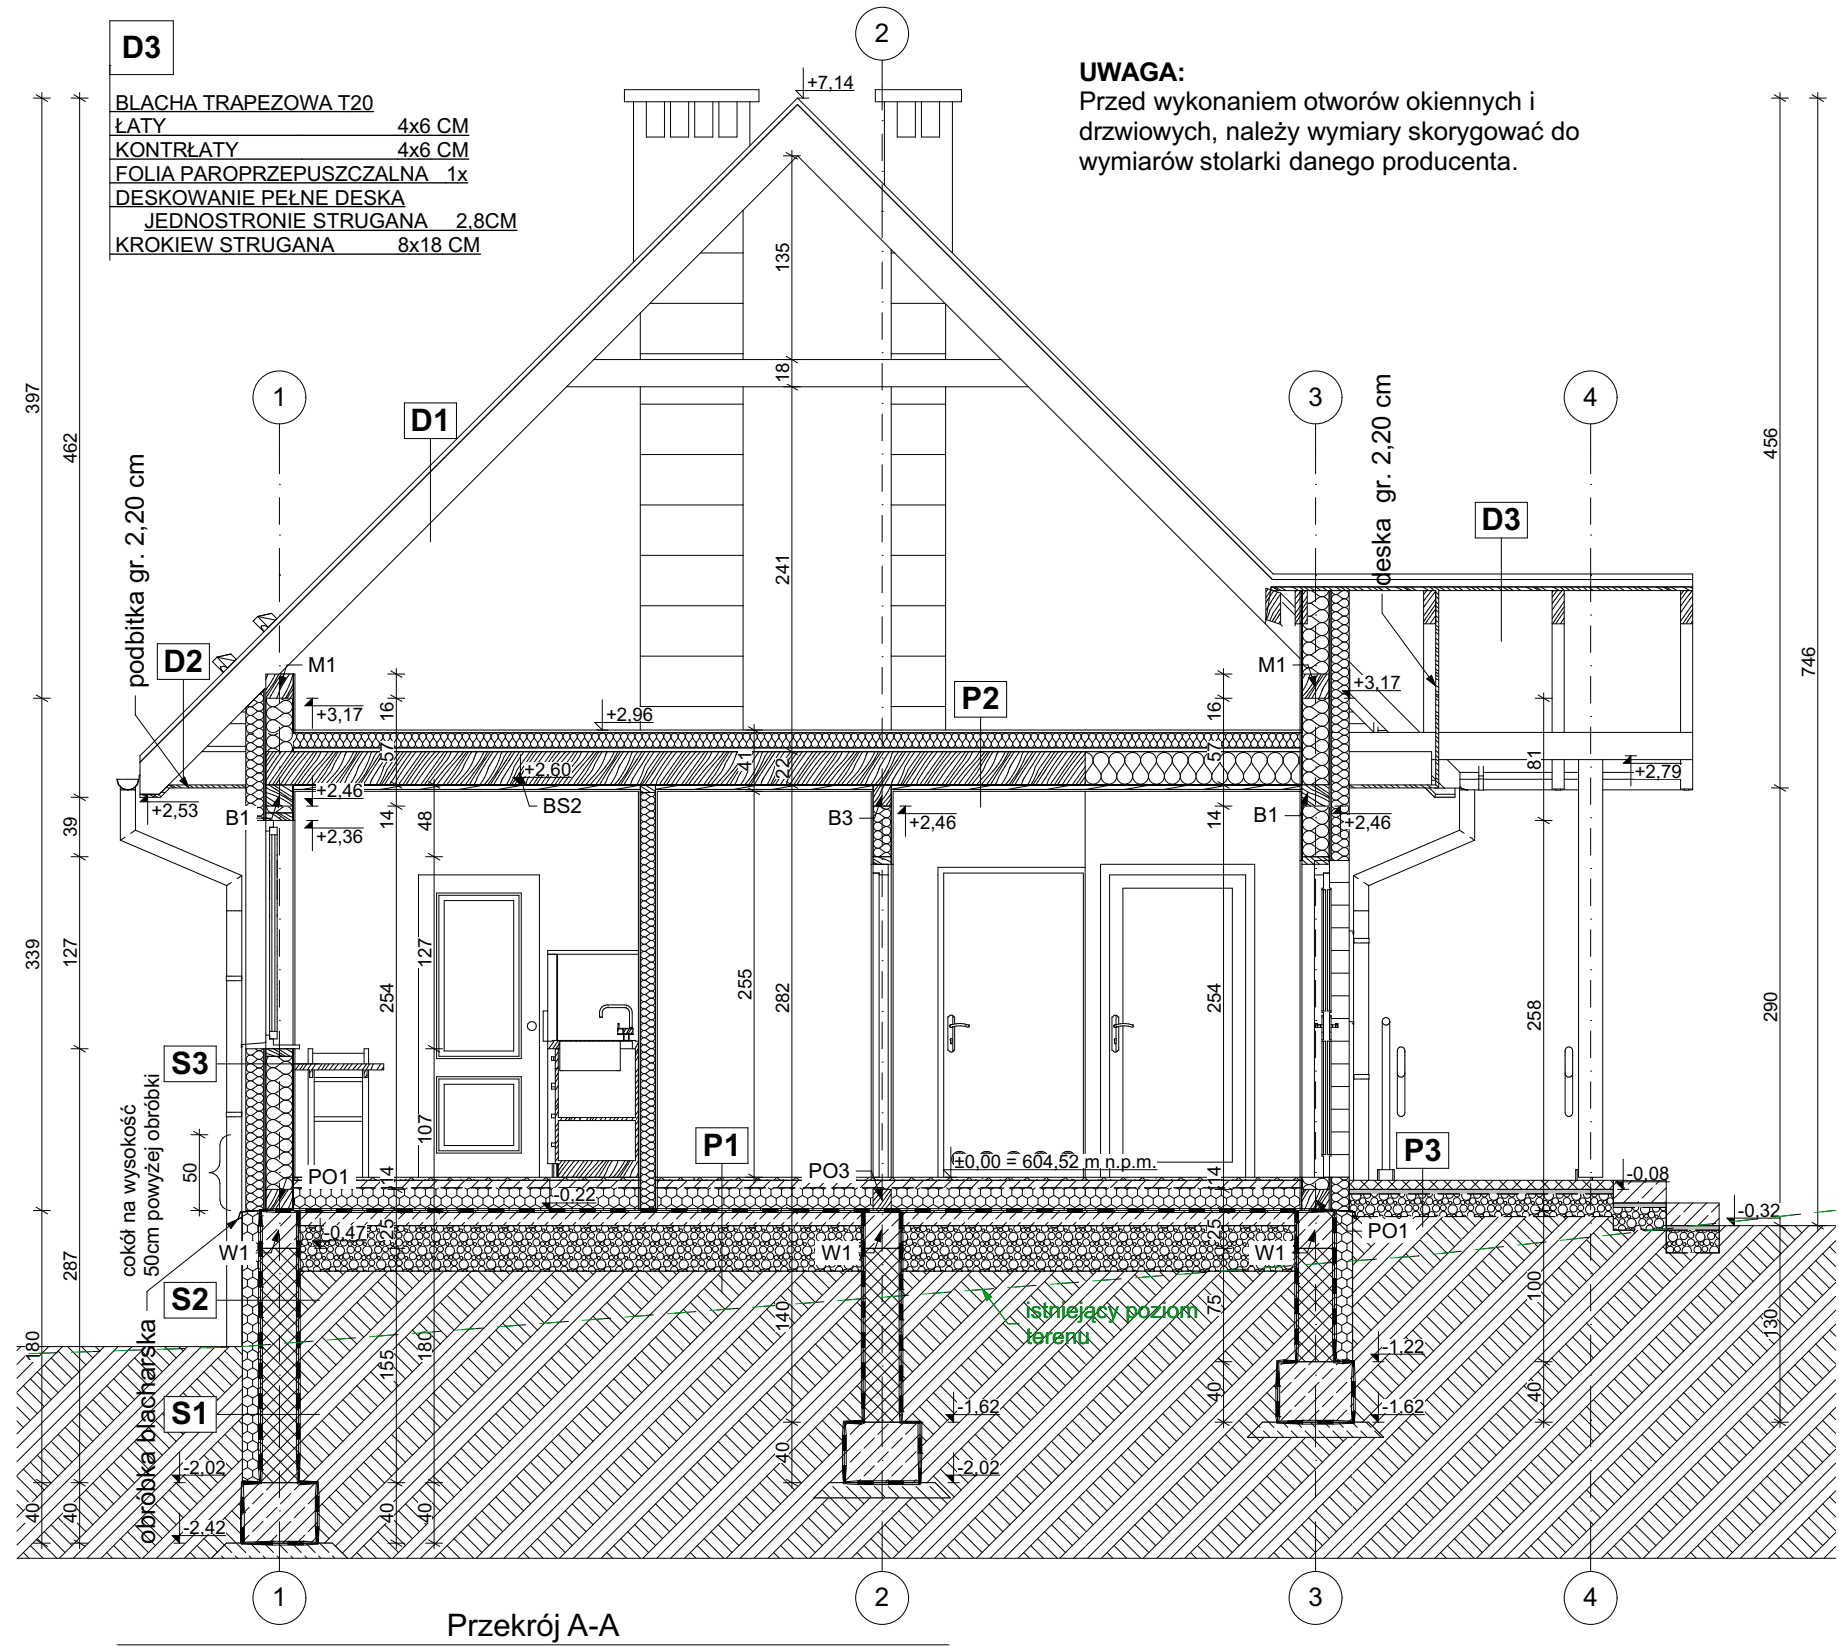 D3
BLACHA TRAPEZOWA T20
ŁATY 4x6 CM
KONTRŁATY 4x6 CM
FOLIA PAROPRZEPUSZCZALNA 1x
DESKOWANIE PEŁNE DESKA
JEDNOSTRONIE STRUGANA 2,8CM
KROKIEW STRUGANA 8x18 CM
2
+7,14
UWAGA:
Przed wykonaniem otworów okiennych i
drzwiowych, należy wymiary skorygować do
wymiarów stolarki danego producenta.
135
18
241
397
462
1
D1
3
4
deska gr. 2,20 cm
D3
456
746
podbitka gr. 2,20 cm
D2
M1
+3,17
16
+2,96
P2
M1
16
+3,17
57
41
22
57
81
+2,79
+2,60
BS2
+2,53
+2,46
B1
+2,36
14
48
B3
+2,46
14
B1
+2,46
39
339
127
254
127
255
282
254
258
290
S3
cokół na wysokość
50cm powyżej obróbki
50
107
P1
±0,00 = 604,52 m n.p.m.
P3
PO1
14
PO3
14
-0,08
-0,22
-0,32
W1
-0,47
25
W1
25
W1
PO1
287
S2
istniejący poziom
terenu
180
155
180
140
75
100
130
-1,22
obróbka blacharska
S1
40
-1,62
40
-1,62
40
-2,02
-2,02
40
40
-2,42
40
40
1
2
3
4
Przekrój A-A